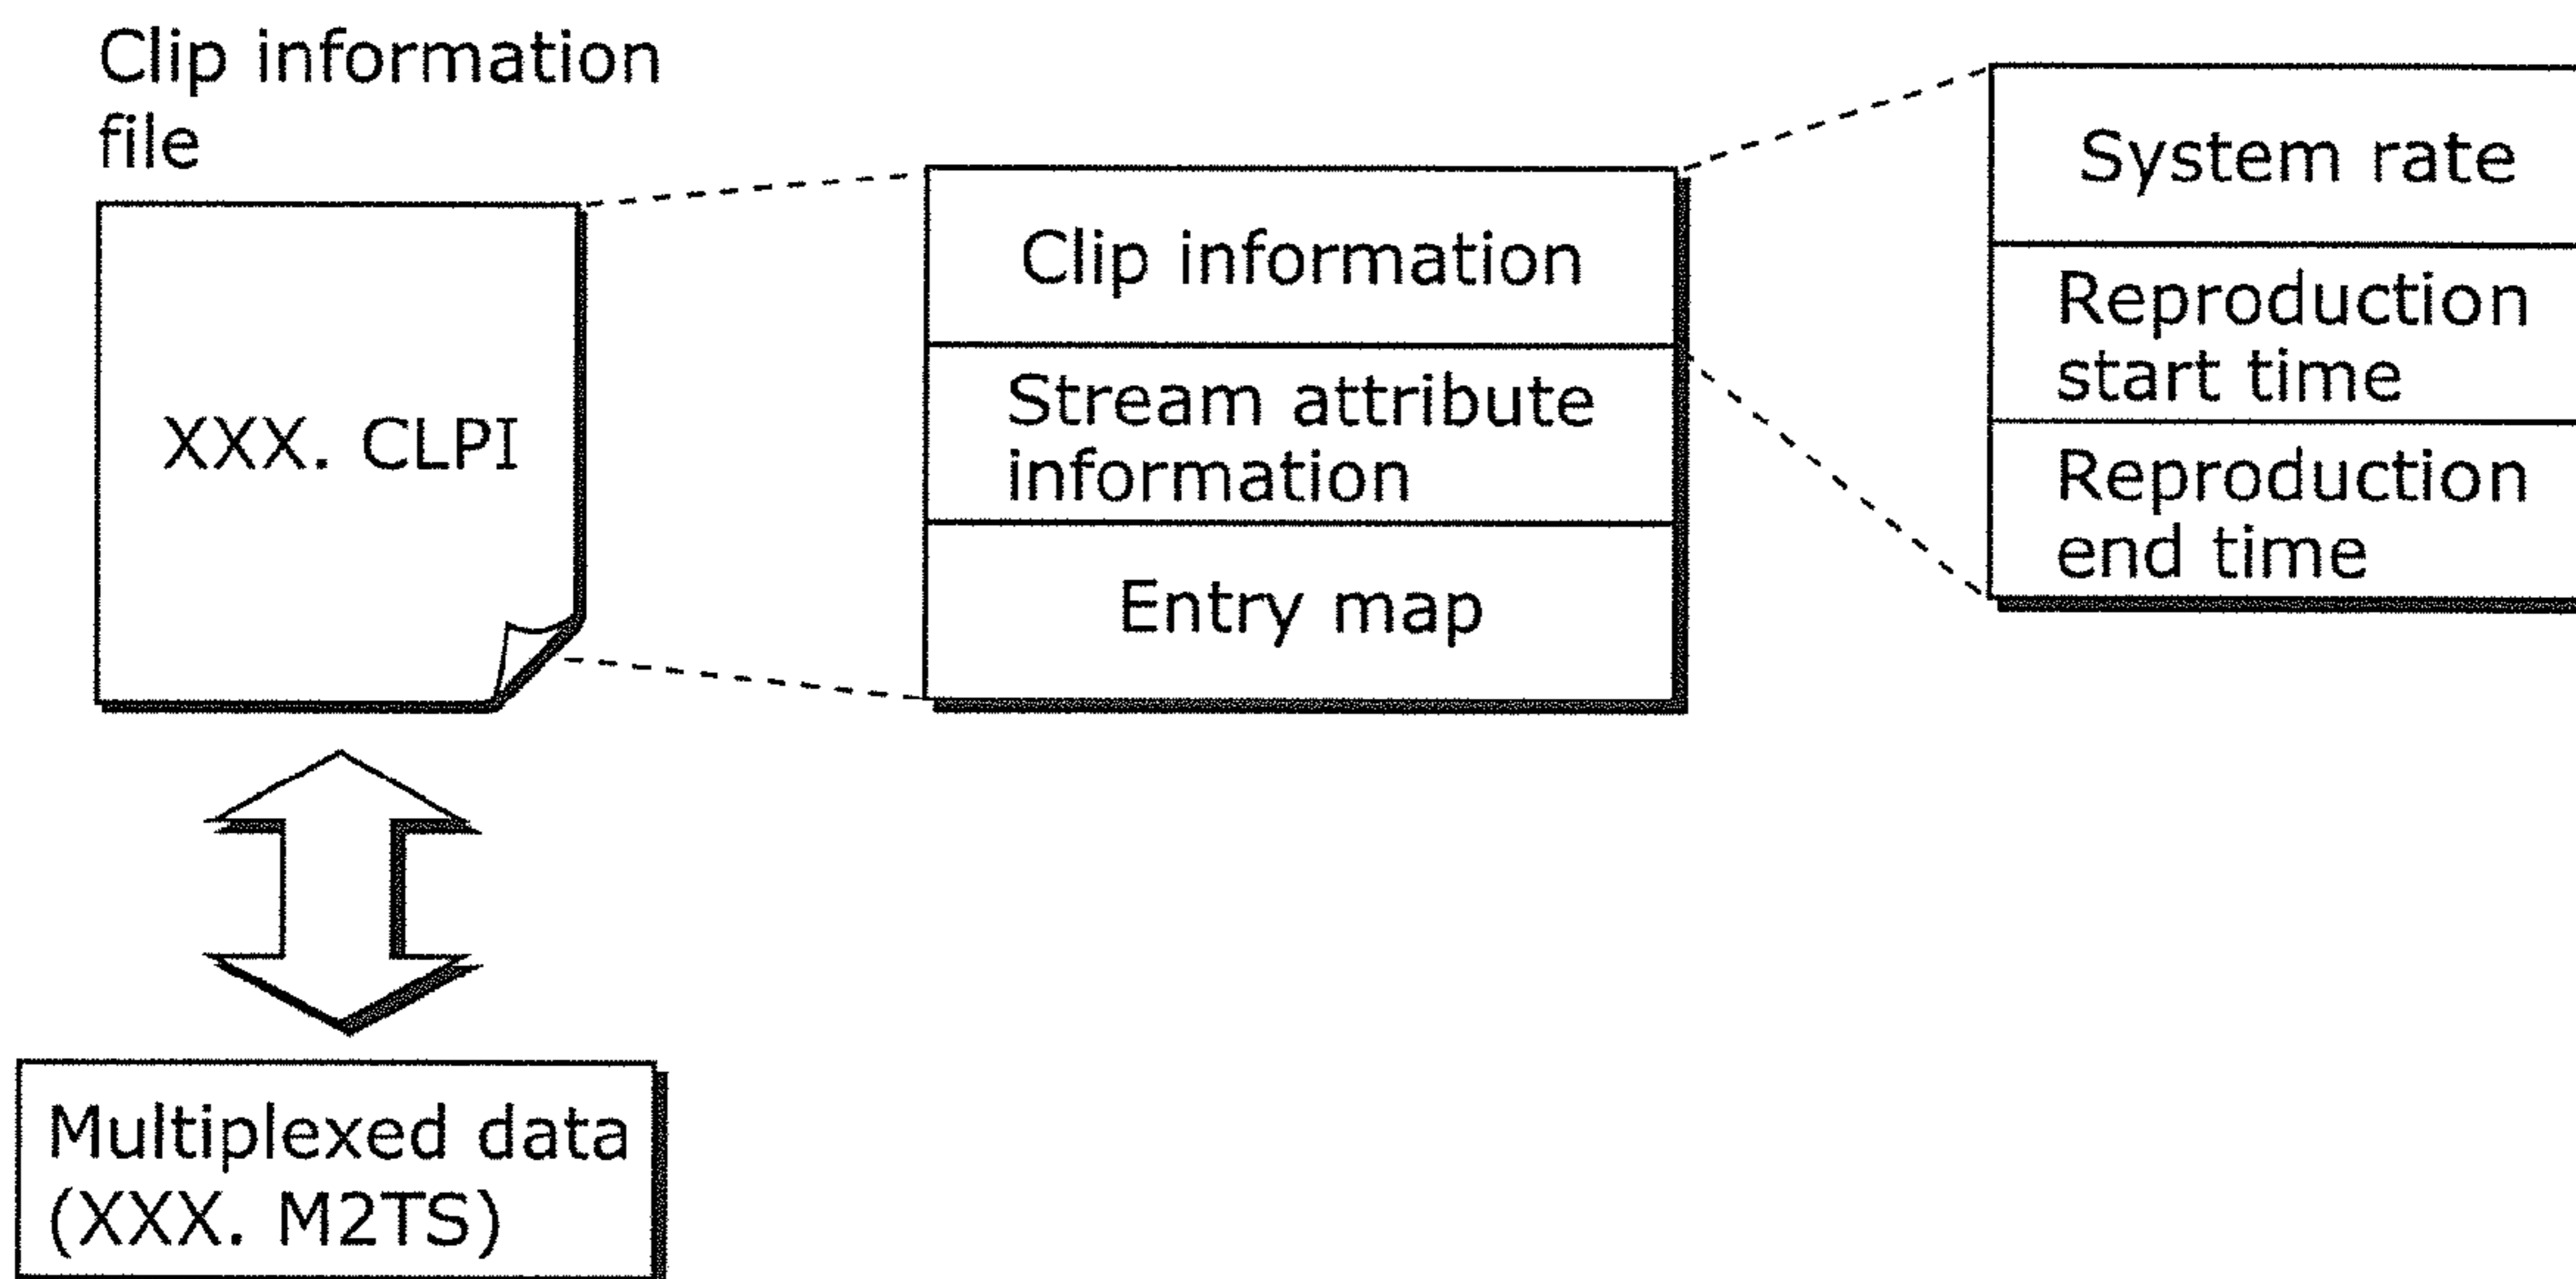 Clip information
file
XXX. CLPI
Clip information
Stream attribute
information
Entry map
System rate
Reproduction
start time
Reproduction
end time
Multiplexed data
(XXX. M2TS)